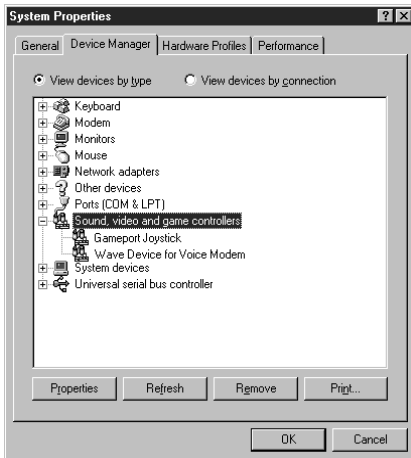 System Properties
General Device Manager Hardware Profiles Performance
View devices by type View devices by connection
Keyboard
Modem
Monitors
Mouse
Network adapters
Other devices
Ports (COM & LPT)
Sound, video and game controllers
Gameport Joystick
Wave Device for Voice Modem
System devices
Universal serial bus controller
Properties Refresh Remove Print...
OK Cancel